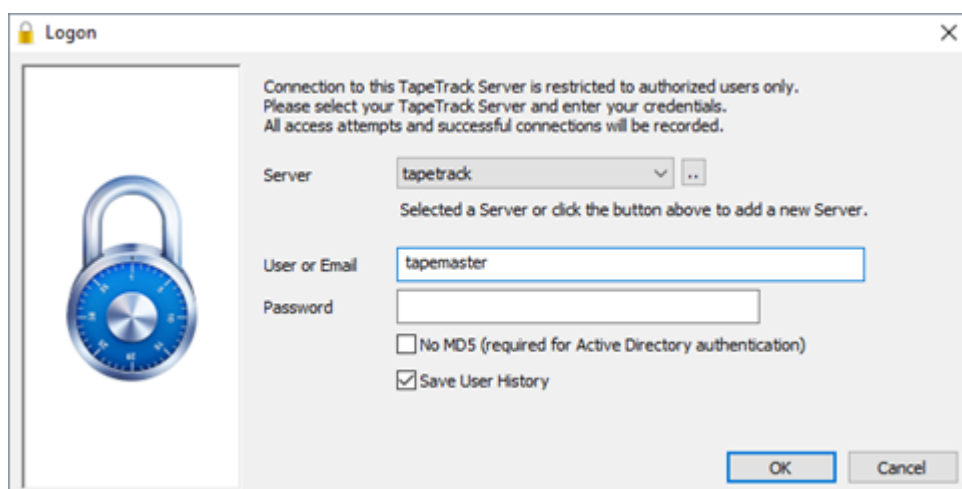 Logon
Connection to this TapeTrack Server is restricted to authorized users only.
Please select your TapeTrack Server and enter your credentials.
All access attempts and successful connections will be recorded.
Server tapetrack ..
Selected a Server or click the button above to add a new Server.
User or Email tapemaster
Password
No MD5 (required for Active Directory authentication)
Save User History
OK Cancel